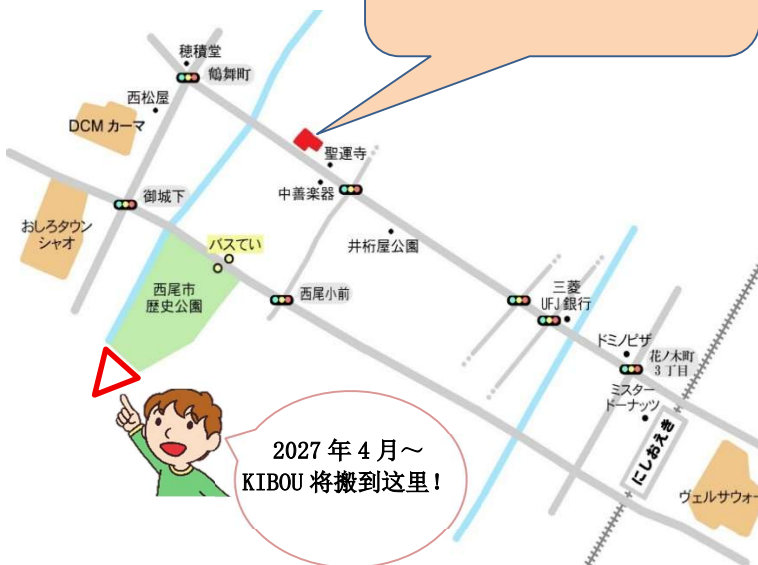 穂積堂
鶴舞町
西松屋
DCM カーマ
聖運寺
中善楽器
御城下
おしろタウン
シャオ
バスてい
井桁屋公園
西尾市
歴史公園
西尾小前
三菱
UFJ 銀行
ドミノピザ
花ノ木町
3丁目
ミスター
ドーナッツ
にしおえき
ヴェルサウォー
2027 年 4 月～
KIBOU 将搬到这里！